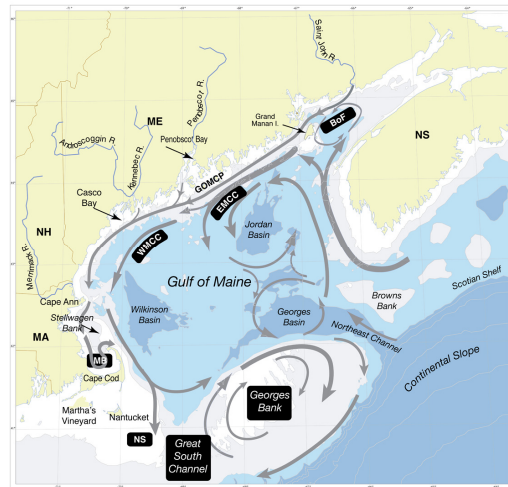 Saint John R.
ME
Penobscot R.
Grand
Manan I.
BoF
NS
Androscoggin R.
Kennebec R.
Penobscot Bay
GOMCP
EMCC
Casco
Bay
WMCC
Jordan
Basin
NH
Merrimack R.
Gulf of Maine
Scotian Shelf
Browns
Bank
Cape Ann
Stellwagen
Bank
Wilkinson
Basin
Georges
Basin
Northeast Channel
MA
MB
Cape Cod
Continental Slope
Georges
Bank
Martha's
Vineyard
Nantucket
NS
Great
South
Channel